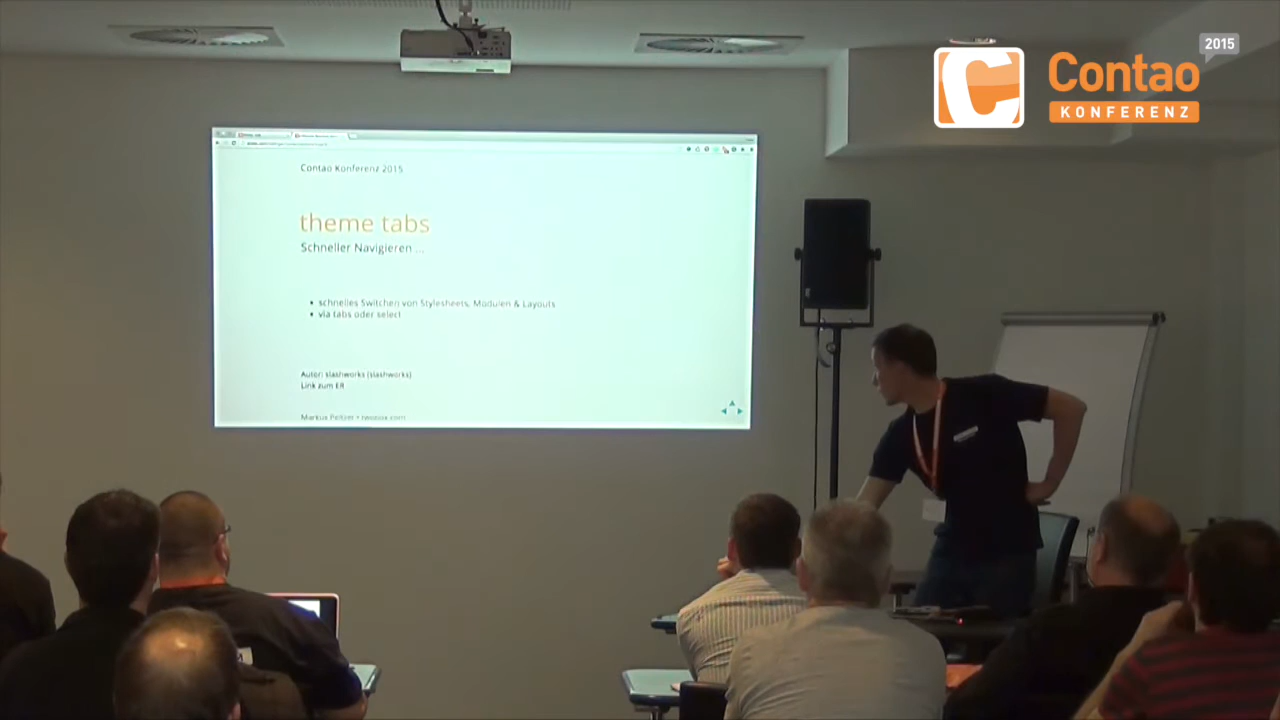 2015
Contao
KONFERENZ
Contao Konferenz 2015
theme tabs
Schneller Navigieren ...
schnelles Switchen von Stylesheets, Modulen & Layouts
via tabs oder select
Autor: slashworks (slashworks)
Link zum ER
Markus Peltzer •